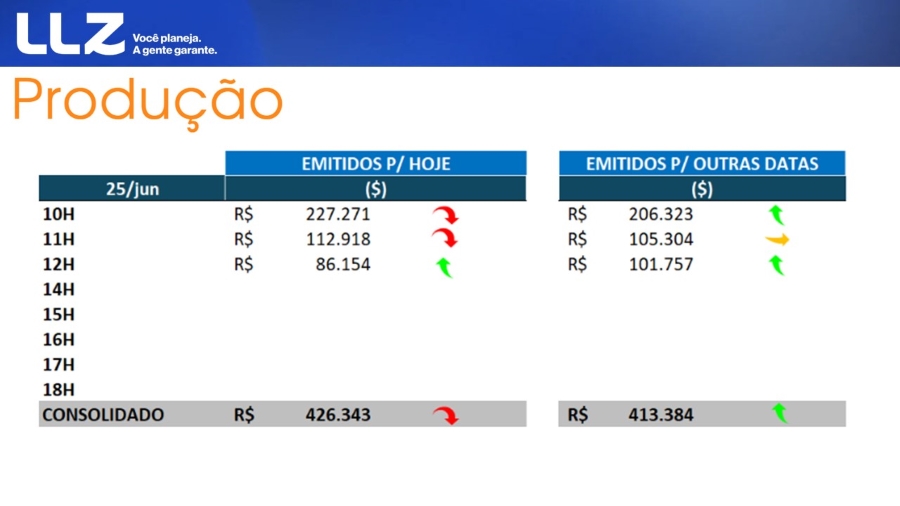 LLZ
Você planeja.
A gente garante.
Produção
EMITIDOS P/ HOJE EMITIDOS P/ OUTRAS DATAS
25/jun ($) ($)
10H R$ 227.271 R$ 206.323
11H R$ 112.918 R$ 105.304
12H R$ 86.154 R$ 101.757
14H
15H
16H
17H
18H
CONSOLIDADO R$ 426.343 R$ 413.384